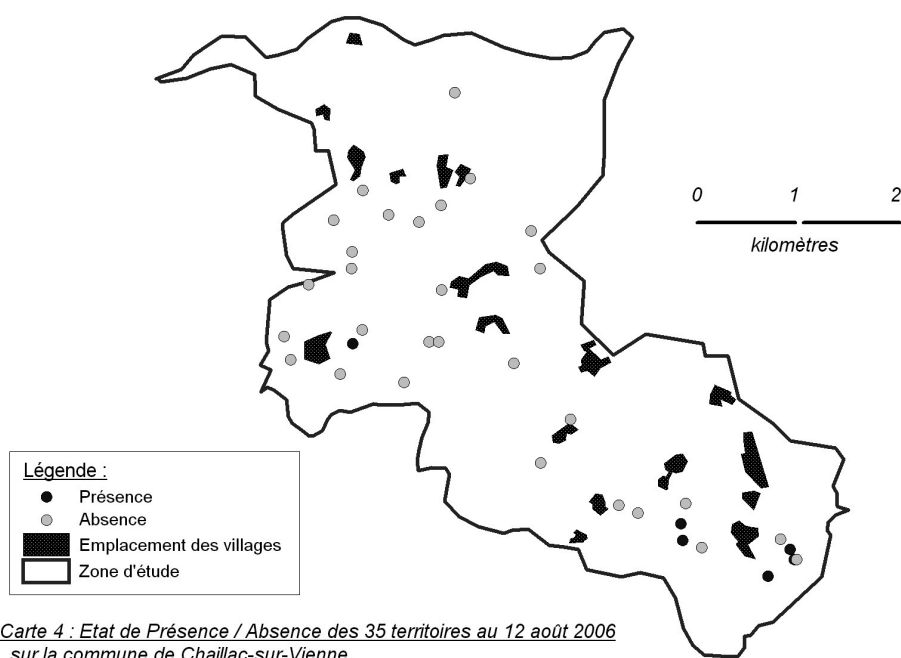 0 1 2
kilomètres
Légende :
Présence
Absence
Emplacement des villages
Zone d'étude
Carte 4 : Etat de Présence / Absence des 35 territoires au 12 août 2006
sur la commune de Chaillac-sur-Vienne